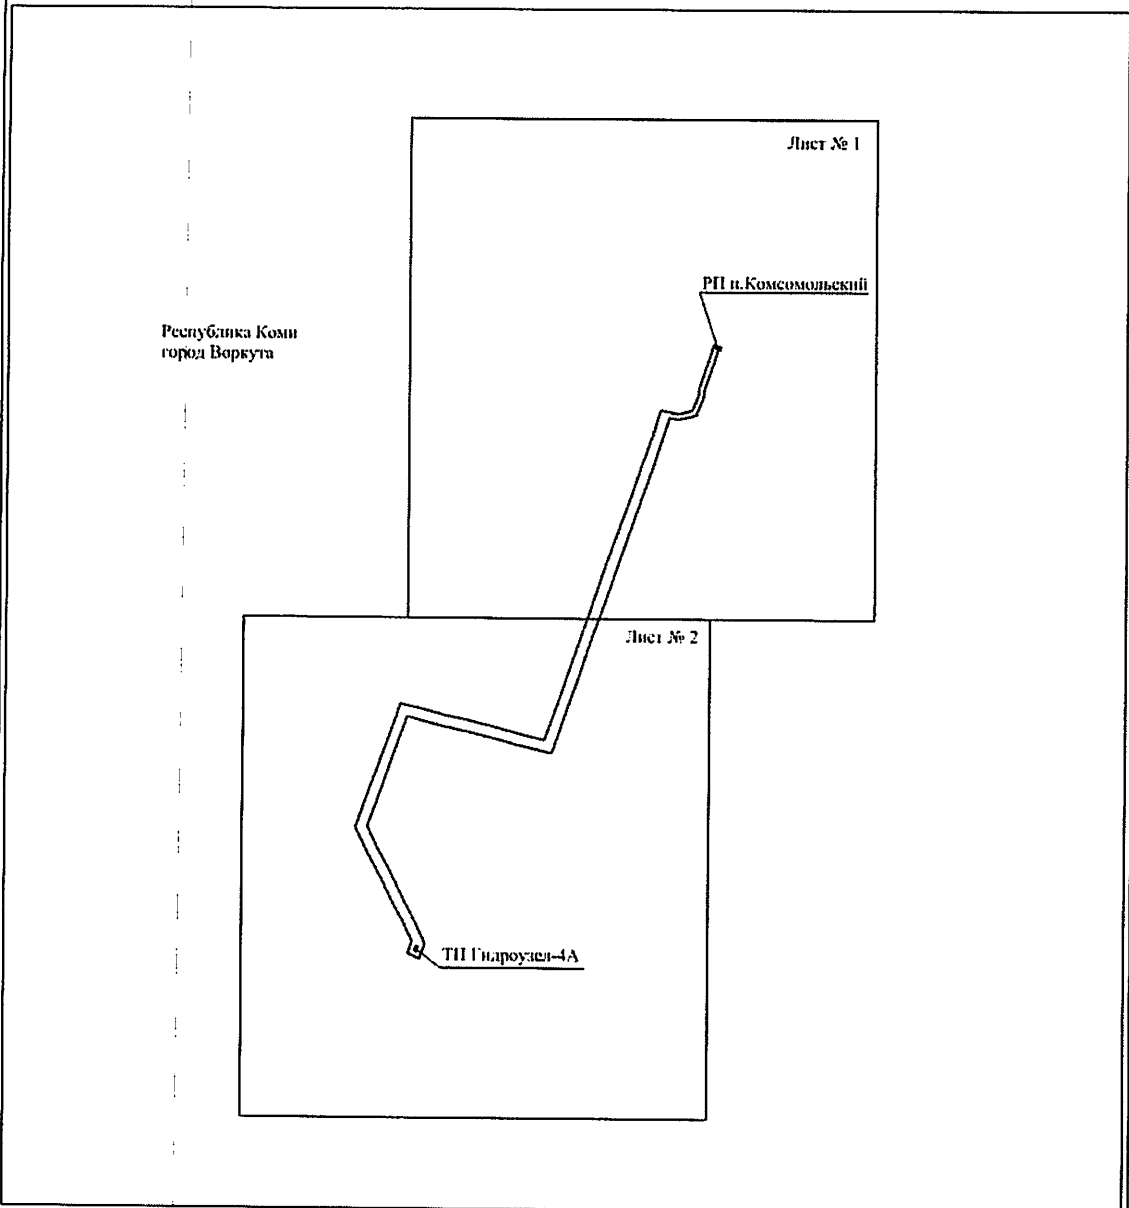 Лист № 1
РП п.Комсомольский
Республика Коми
город Воркута
Лист № 2
ТП Гидроузел-4А